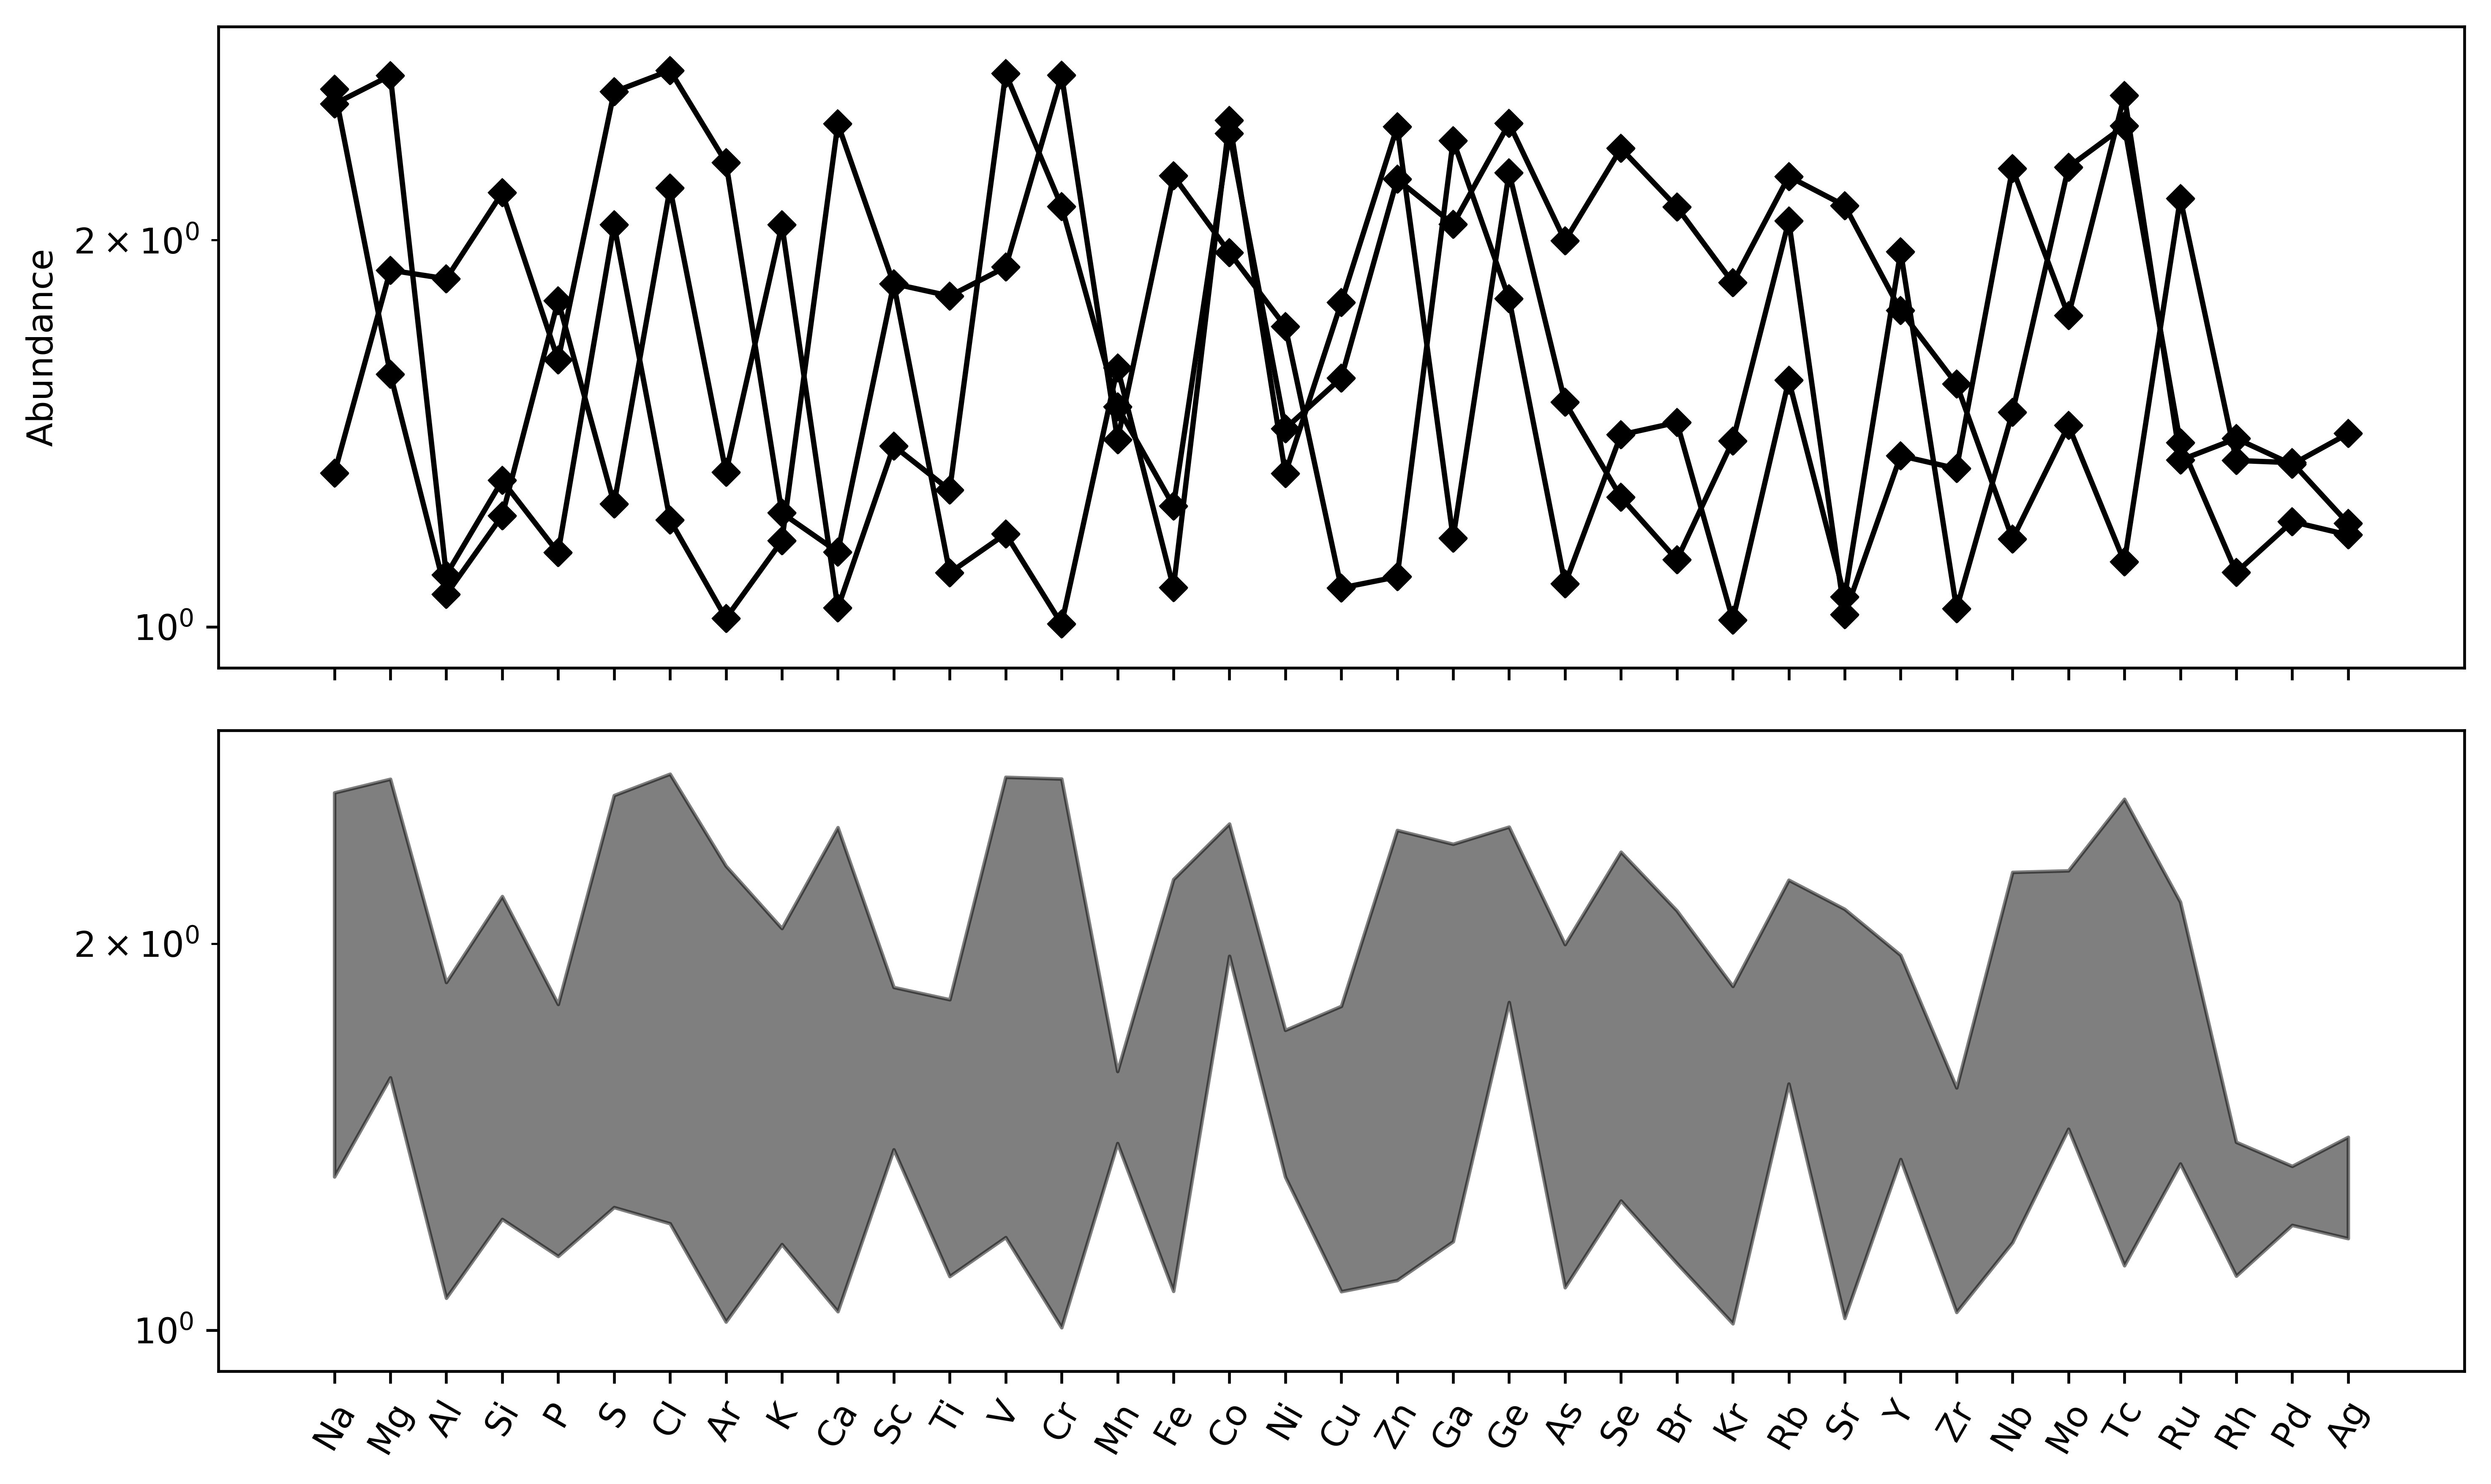 Abundance
2 × 10⁰
10⁰
2 × 10⁰
10⁰
Na Mg Al Si P S Cl Ar K Ca Sc Ti V Cr Mn Fe Co Ni Cu Zn Ga Ge As Se Br Kr Rb Sr Y Zr Nb Mo Tc Ru Rh Pd Ag